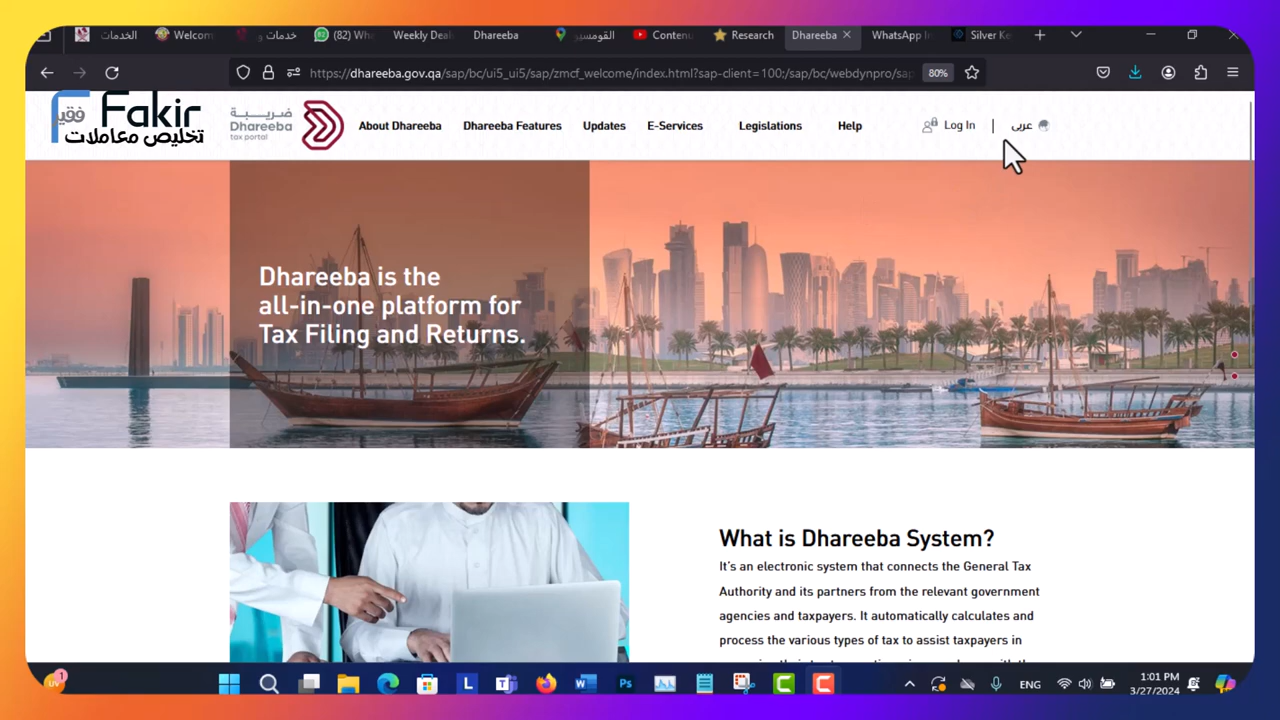 الخدمات
Welcom
خدمات و
(82) Wha
Weekly Deal
Dhareeba
القومسير
Conten
Research
Dhareeba
WhatsApp In
Silver Ke
https://dhareeba.gov.qa/sap/bc/ui5_ui5/sap/zmcf_welcome/index.html?sap-client=100:/sap/bc/webdynpro/sap
80%
فقير Fakir
تخليص معاملات
ضريبة
Dhareeba
tax portal
About Dhareeba
Dhareeba Features
Updates
E-Services
Legislations
Help
Log In
عربى
Dhareeba is the
all-in-one platform for
Tax Filing and Returns.
What is Dhareeba System?
It's an electronic system that connects the General Tax
Authority and its partners from the relevant government
agencies and taxpayers. It automatically calculates and
process the various types of tax to assist taxpayers in
ENG
1:01 PM
3/27/2024